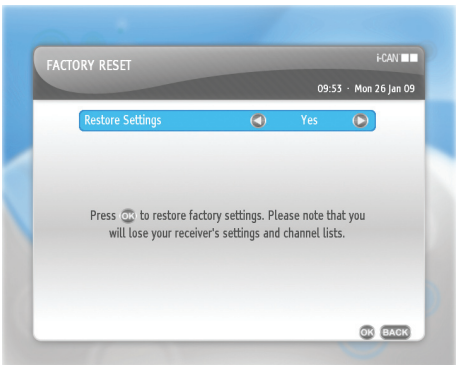 i-CAN
FACTORY RESET
09:53 · Mon 26 Jan 09
Restore Settings Yes
Press OK to restore factory settings. Please note that you
will lose your receiver's settings and channel lists.
OK BACK